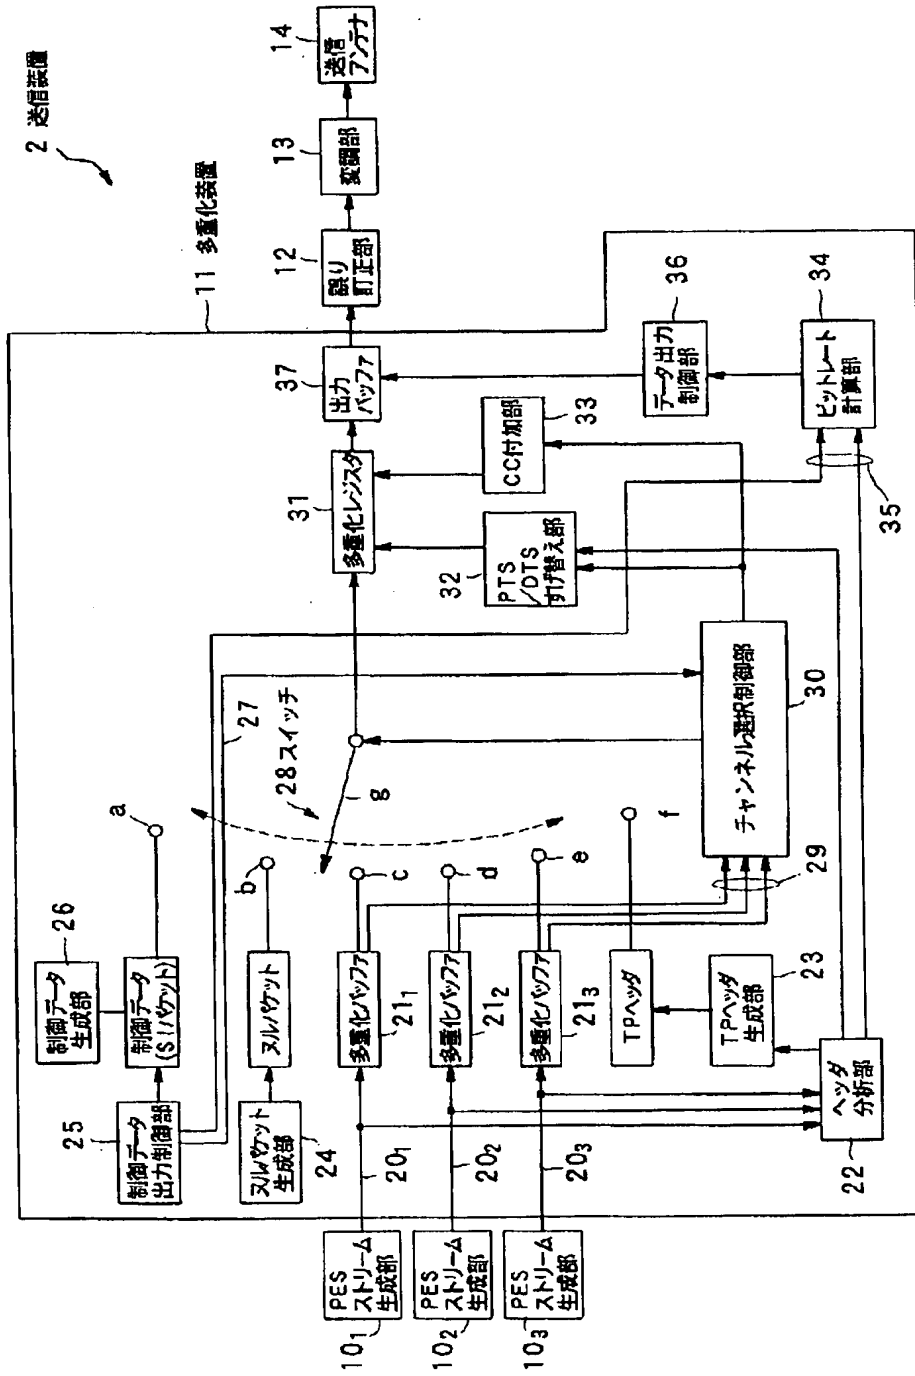 2 送信装置
11 多重化装置
14
送信
アンテナ
13
変調部
12
誤り
訂正部
37
出力
バッファ
31
多重化レジスタ
36
データ出力
制御部
34
ビットレート
計算部
33
CC付加部
32
PTS
/DTS
すげ替え部
35
27
28 スイッチ
g
30
チャンネル選択制御部
29
a
b
c
d
e
f
26
制御データ
生成部
制御データ
(SIパケット)
25
制御データ
出力制御部
ヌルパケット
24
ヌルパケット
生成部
多重化バッファ
21₁
多重化バッファ
21₂
多重化バッファ
21₃
TPヘッダ
23
TPヘッダ
生成部
22
ヘッダ
分析部
20₁
20₂
20₃
PES
ストリーム
生成部
10₁
PES
ストリーム
生成部
10₂
PES
ストリーム
生成部
10₃